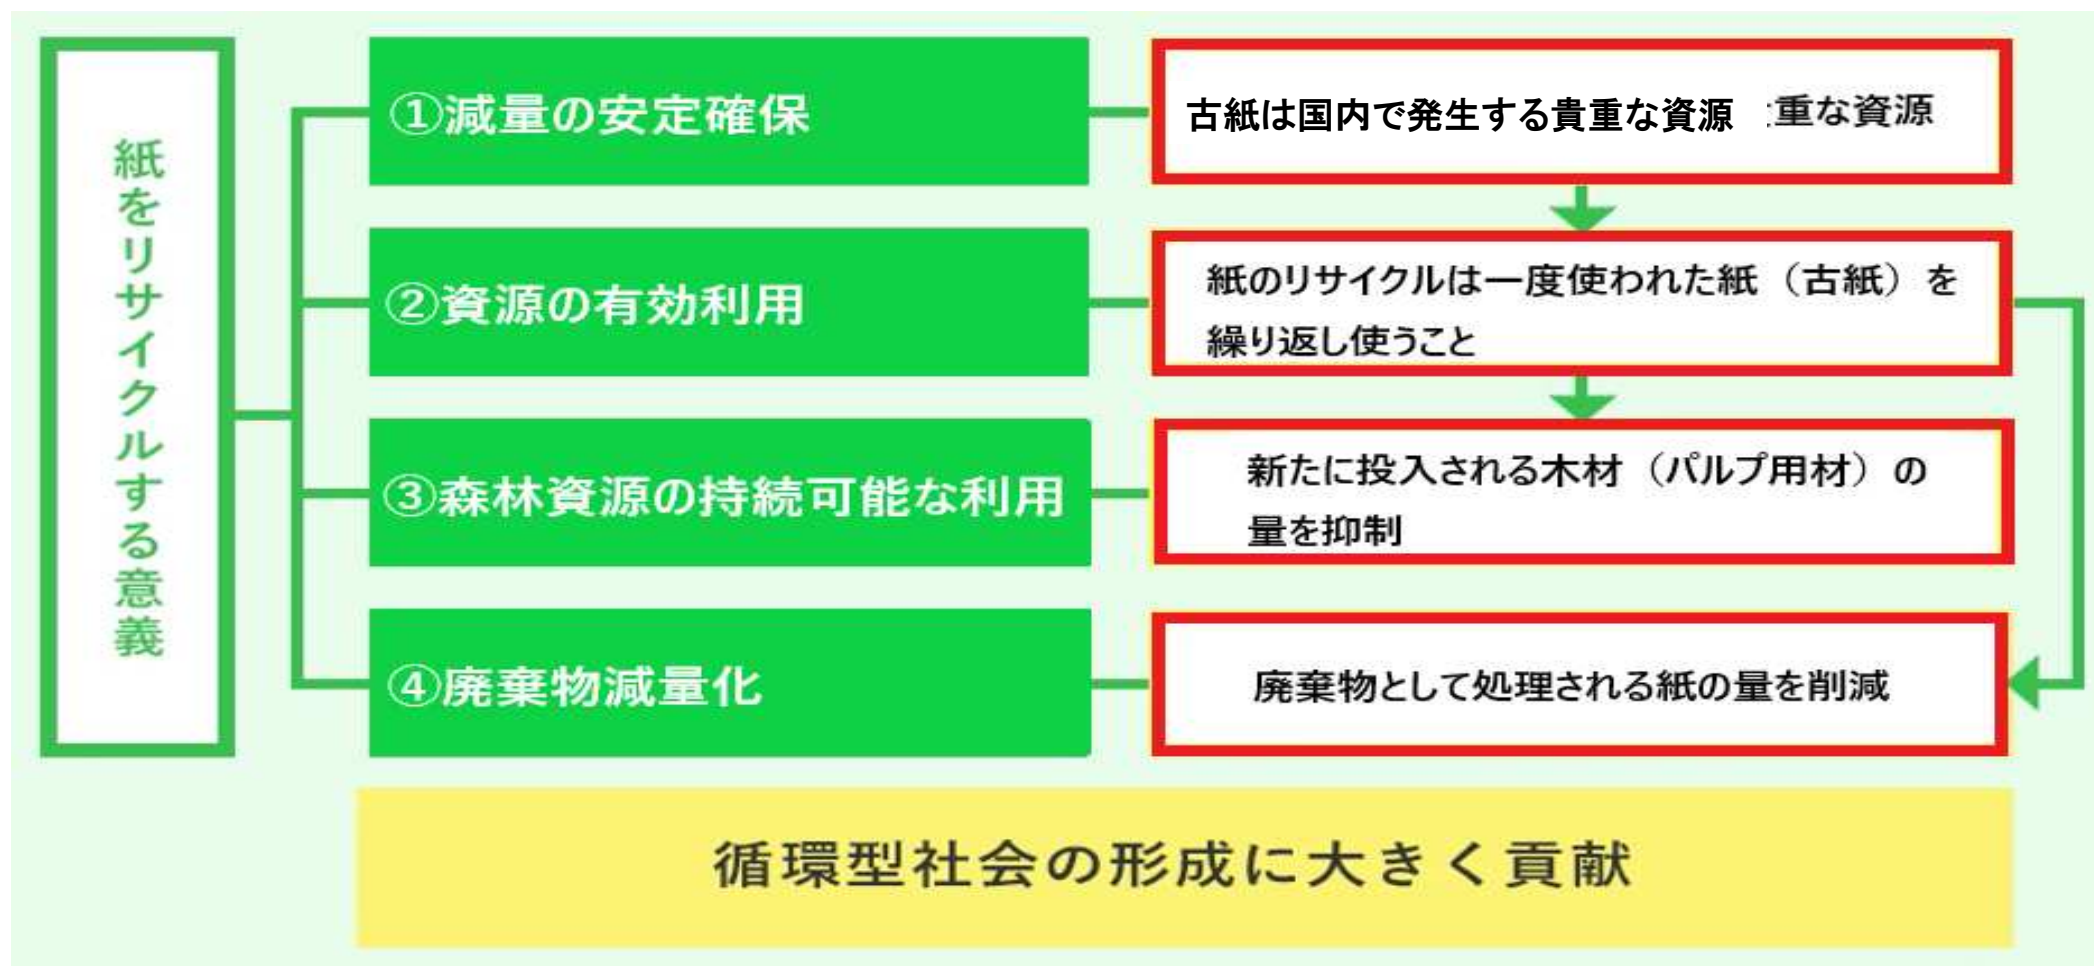 紙をリサイクルする意義
①減量の安定確保
古紙は国内で発生する貴重な資源 重な資源
②資源の有効利用
紙のリサイクルは一度使われた紙（古紙）を
繰り返し使うこと
③森林資源の持続可能な利用
新たに投入される木材（パルプ用材）の
量を抑制
④廃棄物減量化
廃棄物として処理される紙の量を削減
循環型社会の形成に大きく貢献